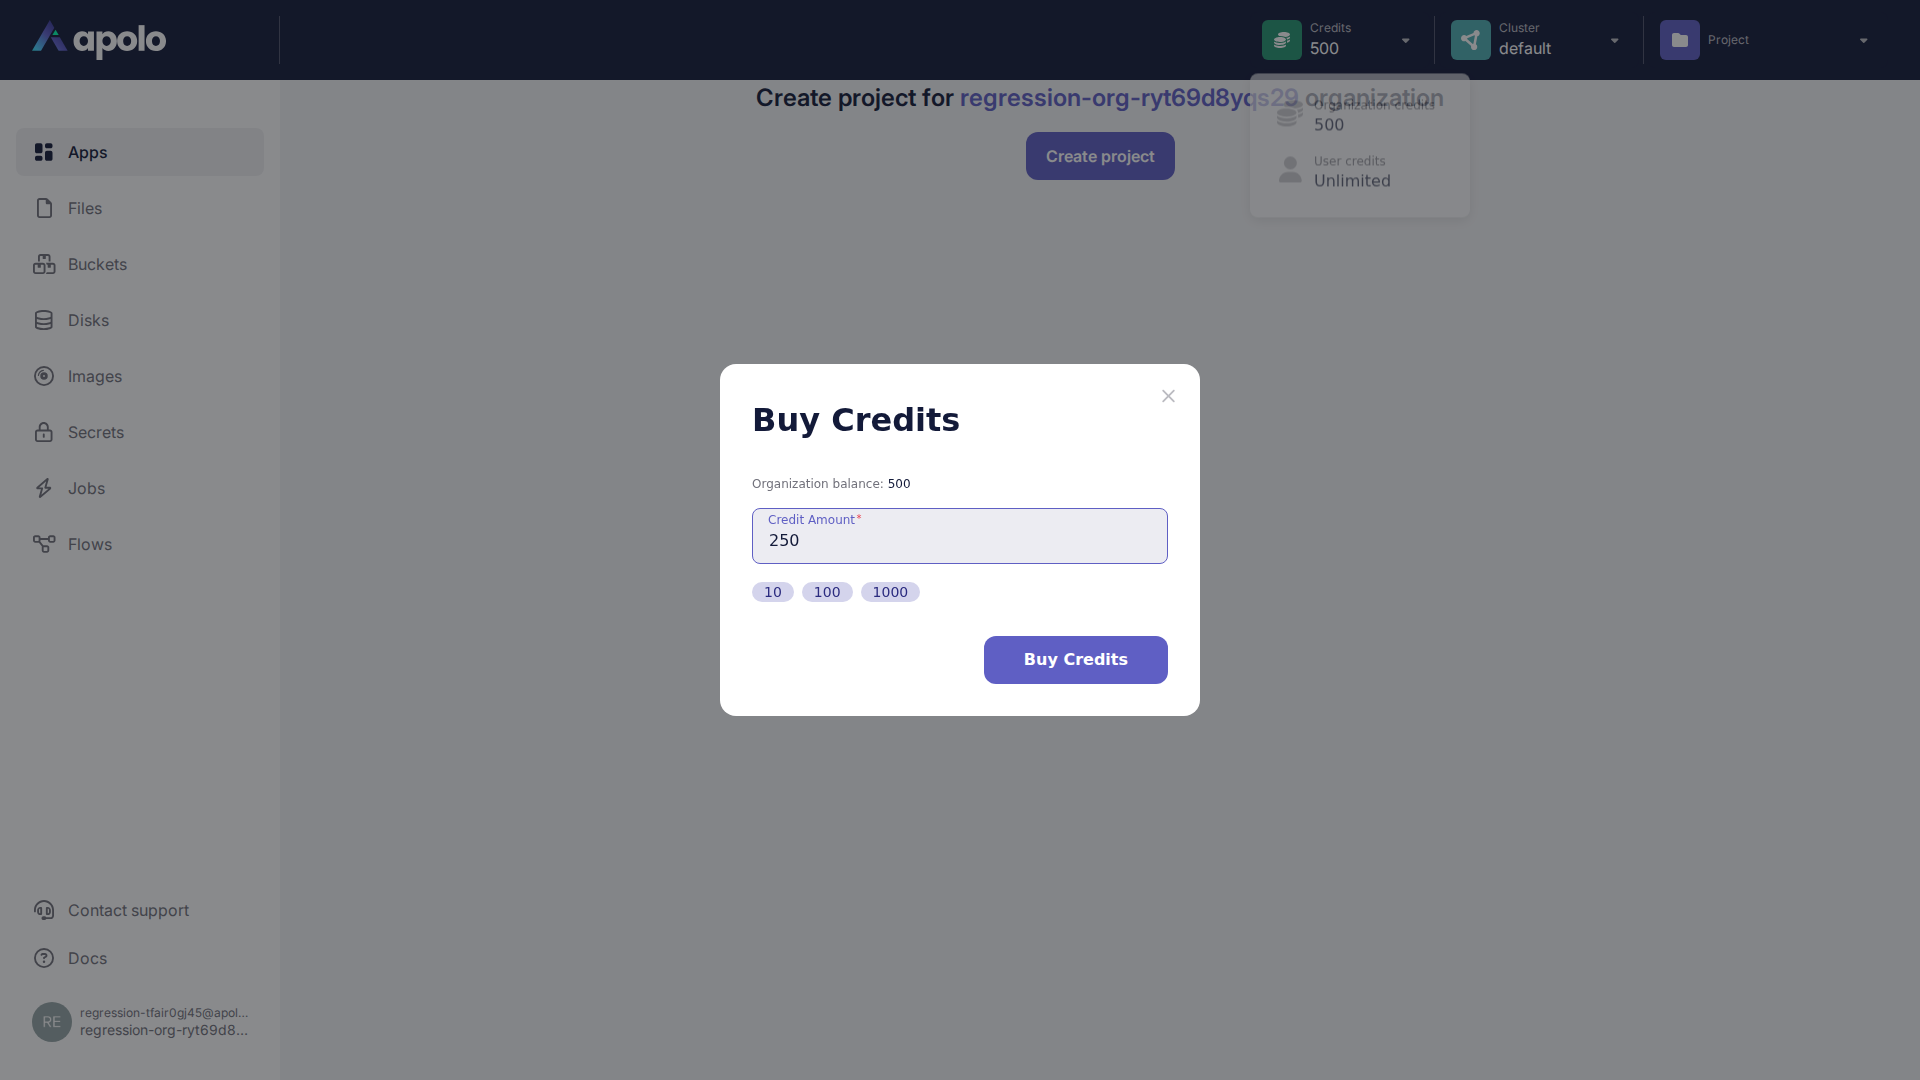 apolo
Credits
500
Cluster
default
Project
Create project for regression-org-ryt69d8yqs29 organization
Create project
Organization credits
500
User credits
Unlimited
Apps
Files
Buckets
Disks
Images
Secrets
Jobs
Flows
Buy Credits
Organization balance: 500
Credit Amount*
250
10 100 1000
Buy Credits
Contact support
Docs
RE
regression-tfair0gj45@apol...
regression-org-ryt69d8...